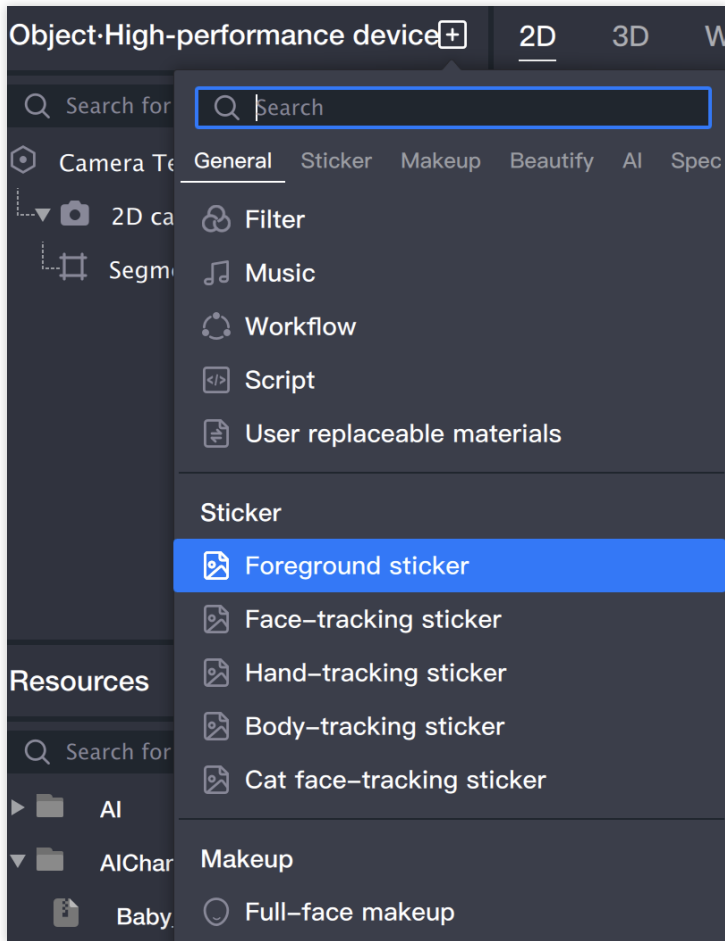 Object·High-performance device 2D 3D W
Search for
Search
Camera Te
General Sticker Makeup Beautify AI Spec
2D ca
Filter
Segme
Music
Workflow
Script
User replaceable materials
Sticker
Foreground sticker
Face-tracking sticker
Hand-tracking sticker
Resources
Body-tracking sticker
Search for
Cat face-tracking sticker
AI
AIChar
Makeup
Baby_
Full-face makeup